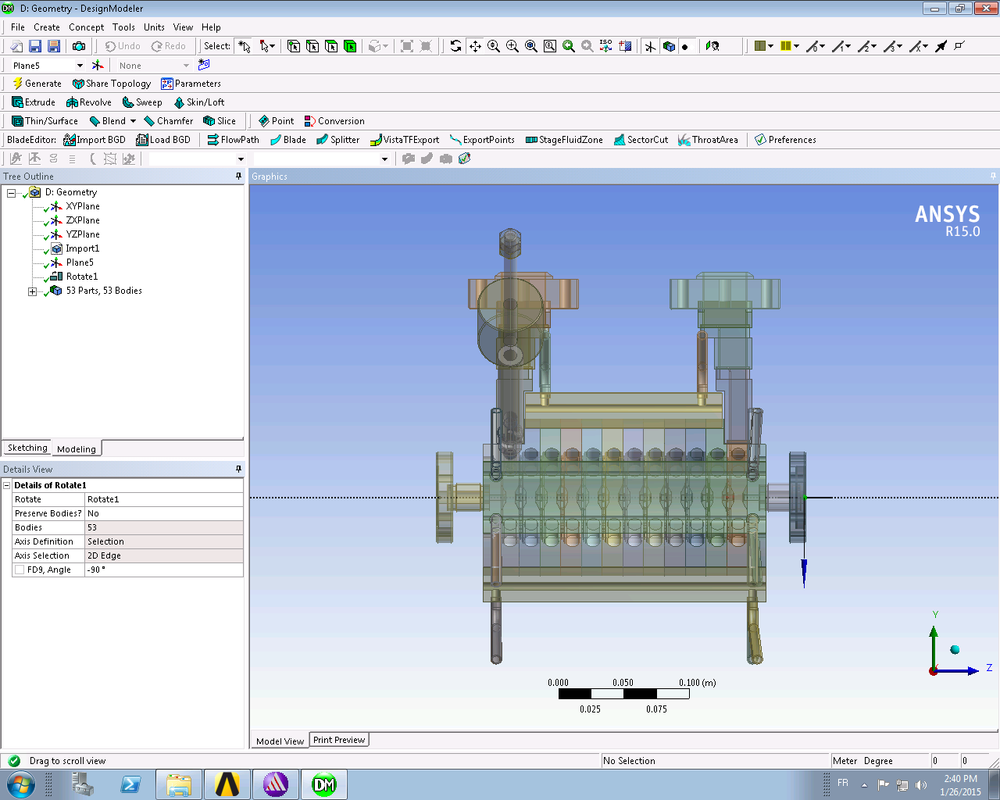 D: Geometry - DesignModeler
File Create Concept Tools Units View Help
Undo Redo Select: ISO
Plane5 None
Generate Share Topology Parameters
Extrude Revolve Sweep Skin/Loft
Thin/Surface Blend Chamfer Slice Point Conversion
BladeEditor: Import BGD Load BGD FlowPath Blade Splitter VistaTFExport ExportPoints StageFluidZone SectorCut ThroatArea Preferences
Tree Outline
D: Geometry
XYPlane
ZXPlane
YZPlane
Import1
Plane5
Rotate1
53 Parts, 53 Bodies
Sketching Modeling
Details View
Details of Rotate1
Rotate Rotate1
Preserve Bodies? No
Bodies 53
Axis Definition Selection
Axis Selection 2D Edge
FD9, Angle -90 °
Graphics
ANSYS
R15.0
Y
Z
0.000 0.050 0.100 (m)
0.025 0.075
Model View Print Preview
Drag to scroll view No Selection Meter Degree 0 0
DM FR 2:40 PM
1/26/2015